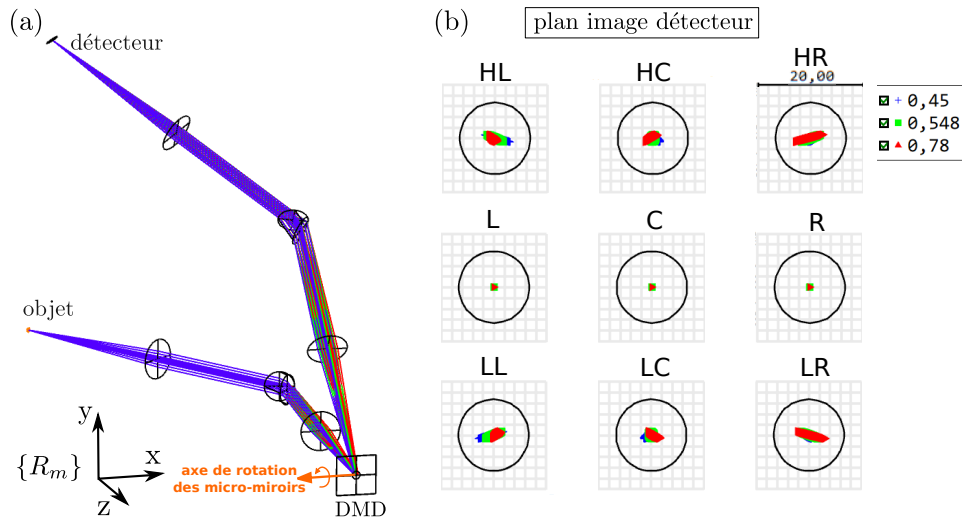 (a)
détecteur
objet
y
x
z
{R_m}
axe de rotation
des micro-miroirs
DMD
(b)
plan image détecteur
HL
HC
HR
20,00
0,45
0,548
0,78
L
C
R
LL
LC
LR